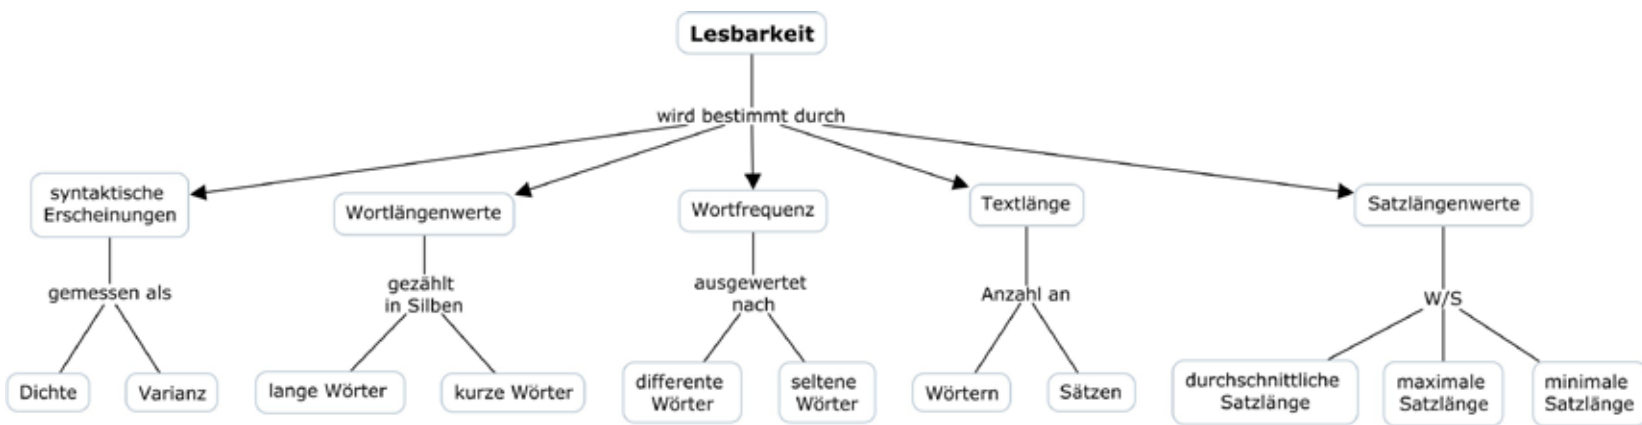 Lesbarkeit
wird bestimmt durch
syntaktische
Erscheinungen
Wortlängenwerte
Wortfrequenz
Textlänge
Satzlängenwerte
gemessen als
gezählt
in Silben
ausgewertet
nach
Anzahl an
W/S
Dichte
Varianz
lange Wörter
kurze Wörter
differente
Wörter
seltene
Wörter
Wörtern
Sätzen
durchschnittliche
Satzlänge
maximale
Satzlänge
minimale
Satzlänge